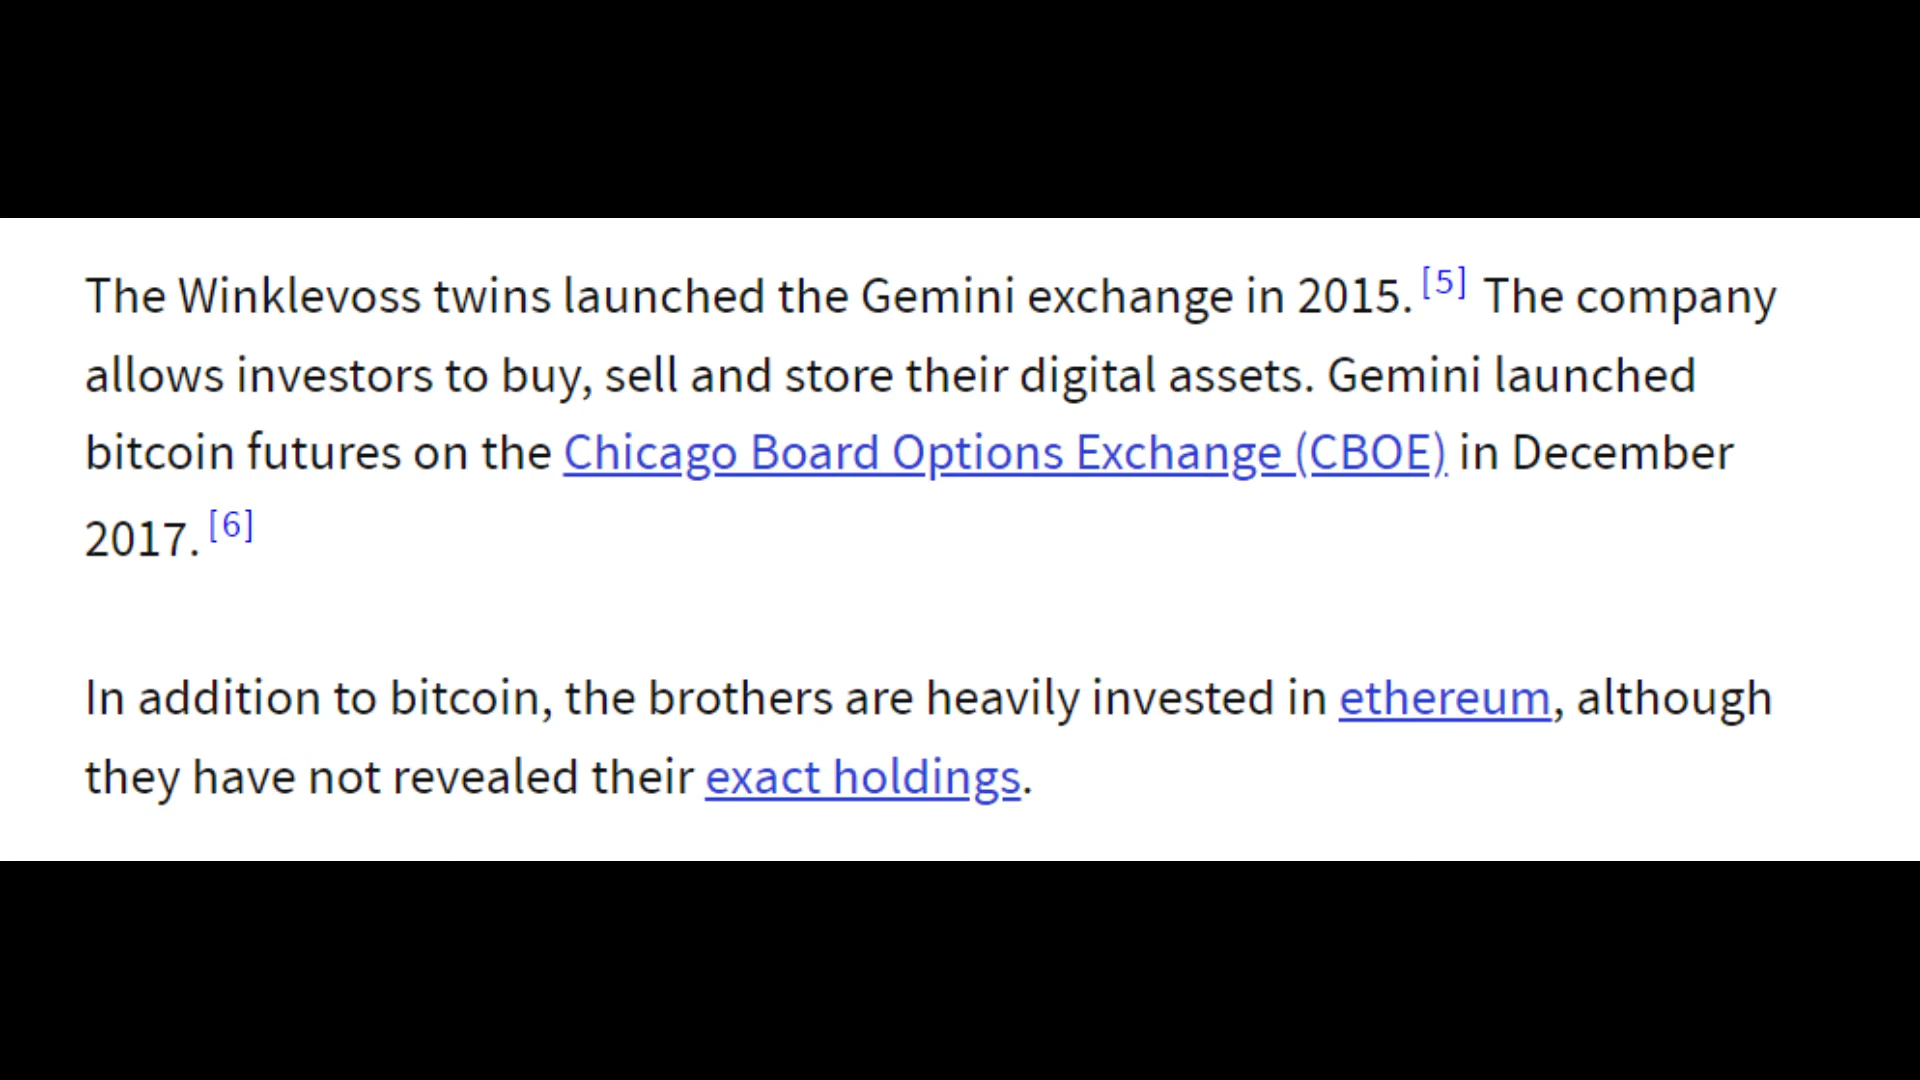 The Winklevoss twins launched the Gemini exchange in 2015. [5] The company
allows investors to buy, sell and store their digital assets. Gemini launched
bitcoin futures on the Chicago Board Options Exchange (CBOE) in December
2017. [6]
In addition to bitcoin, the brothers are heavily invested in ethereum, although
they have not revealed their exact holdings.